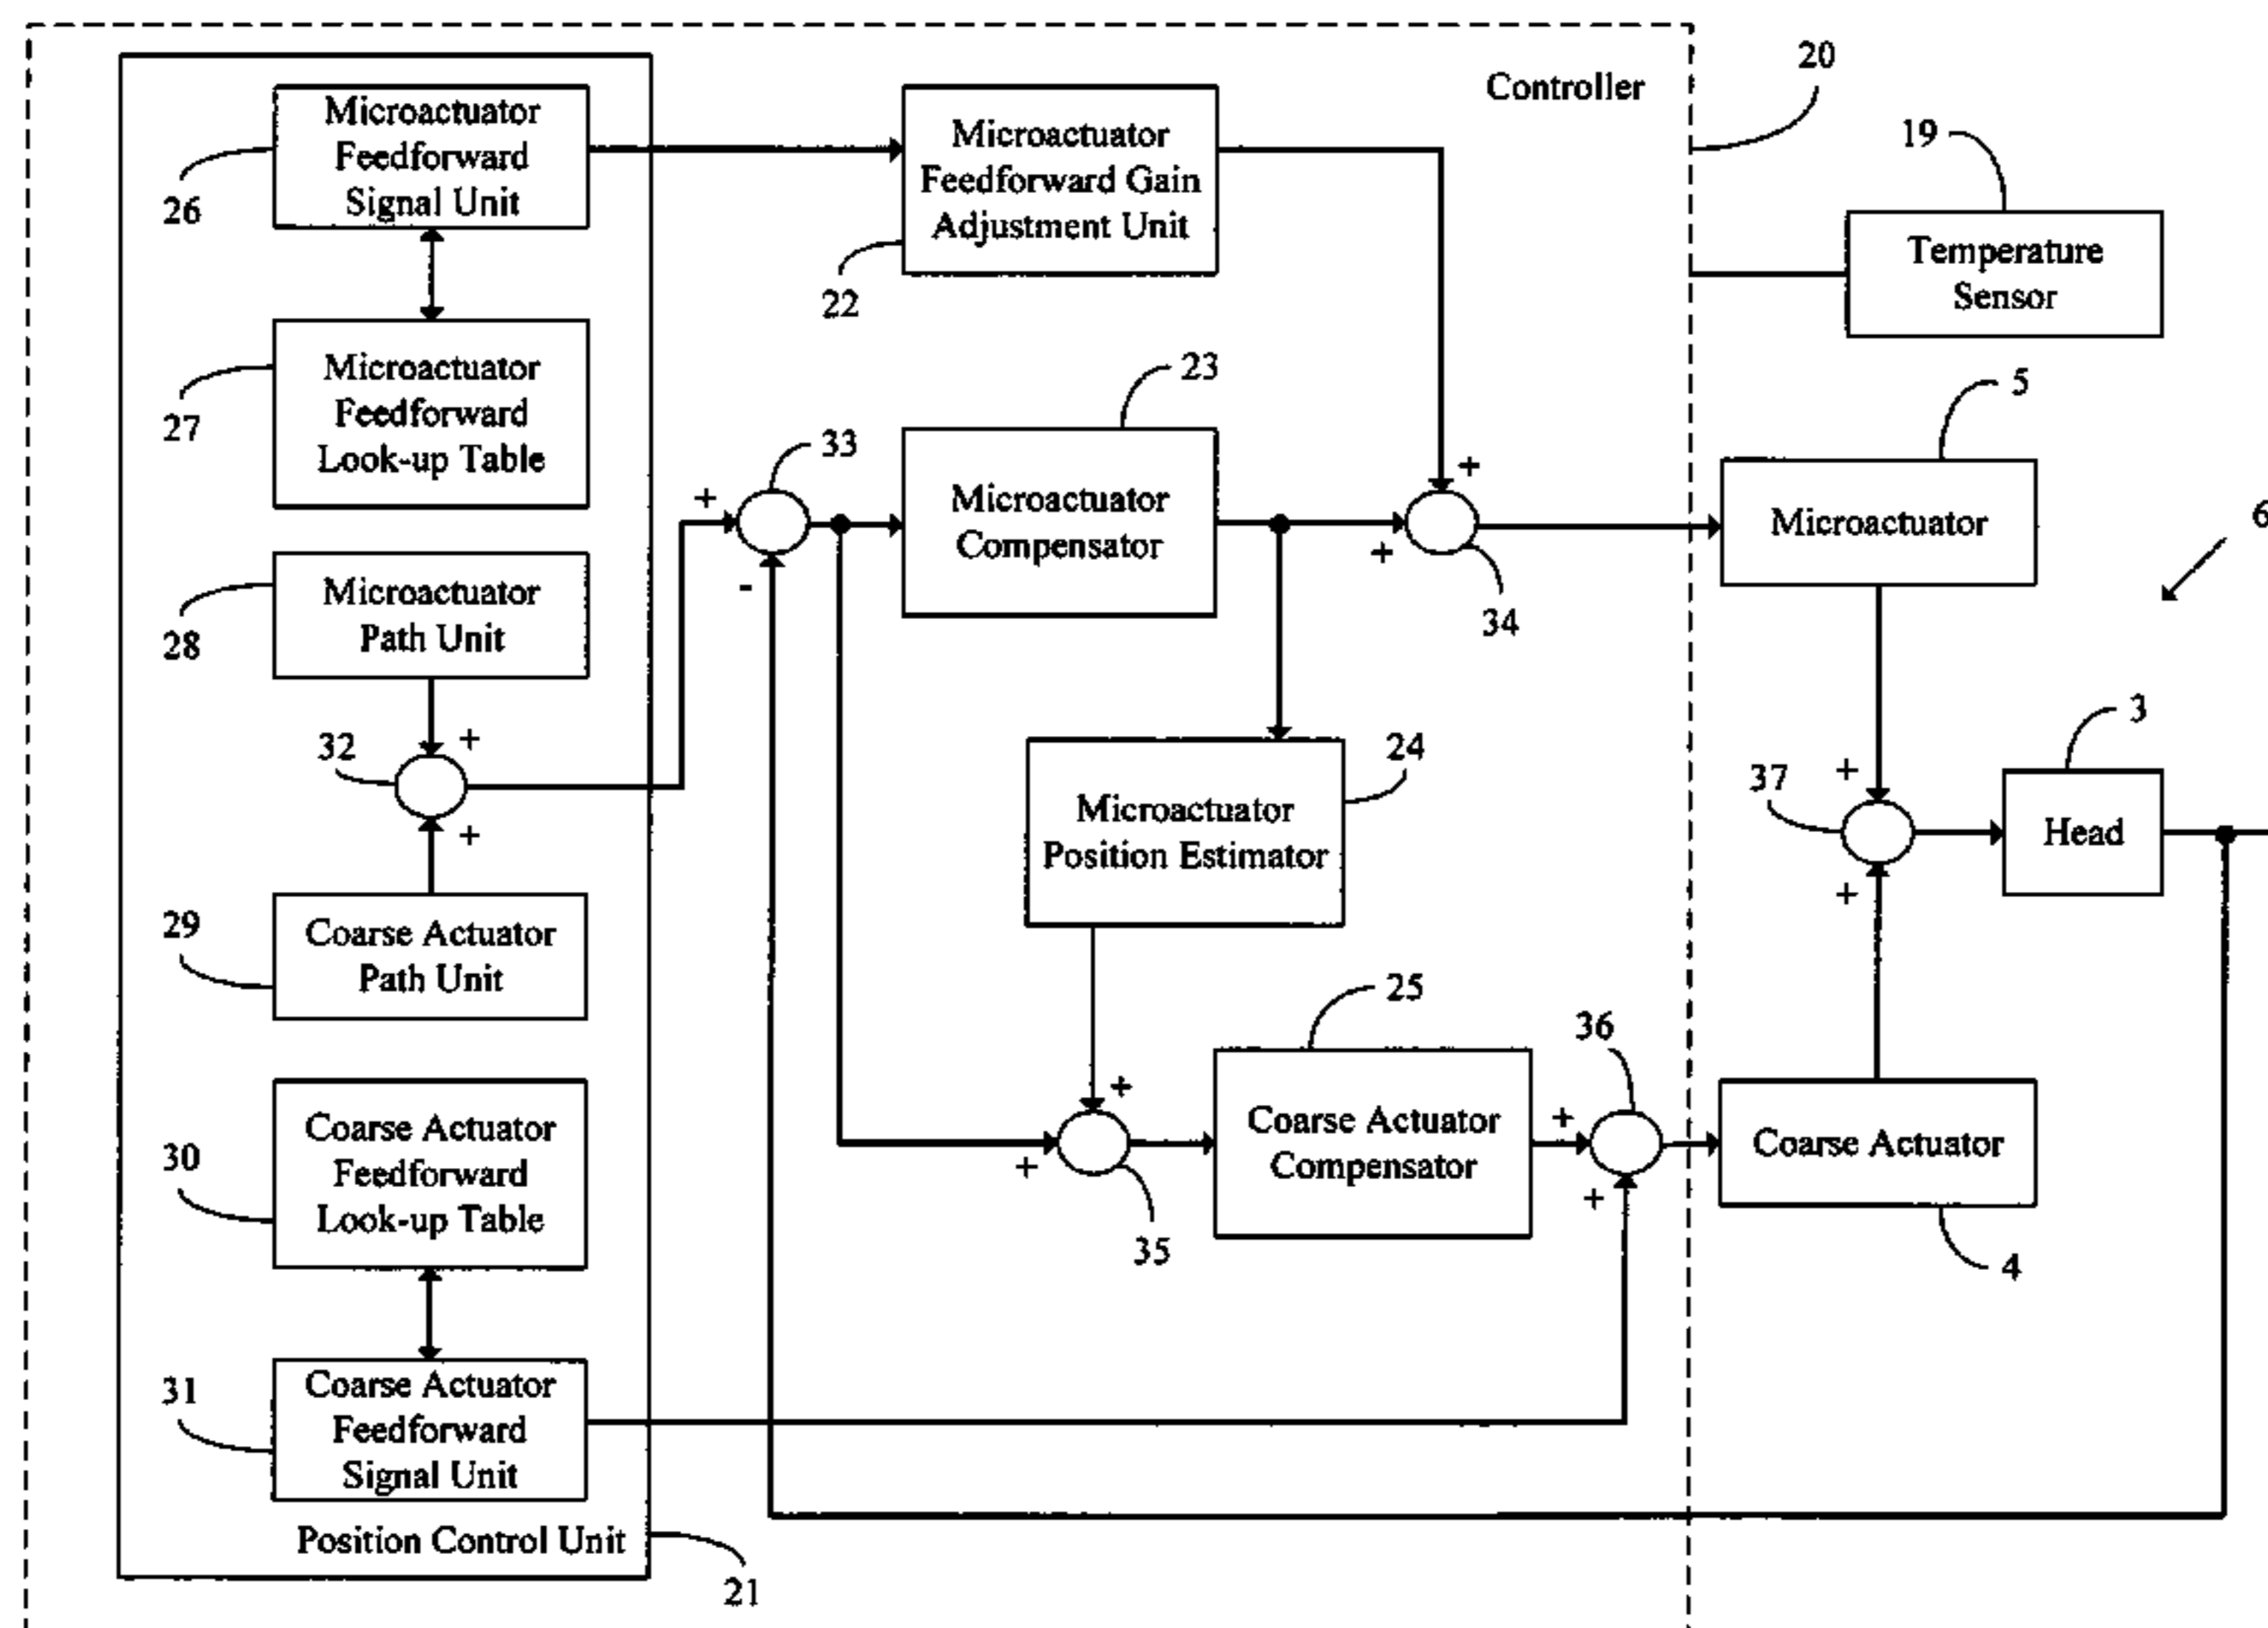 20
Controller
19
Microactuator
Feedforward
Signal Unit
26
Microactuator
Feedforward Gain
Adjustment Unit
22
Temperature
Sensor
Microactuator
Feedforward
Look-up Table
27
23
5
33
+
-
Microactuator
Compensator
+
+
34
Microactuator
6
Microactuator
Path Unit
28
3
32
+
+
24
Microactuator
Position Estimator
37
+
+
Head
29
Coarse Actuator
Path Unit
25
36
30
Coarse Actuator
Feedforward
Look-up Table
+
+
35
Coarse Actuator
Compensator
+
+
Coarse Actuator
4
31
Coarse Actuator
Feedforward
Signal Unit
Position Control Unit
21